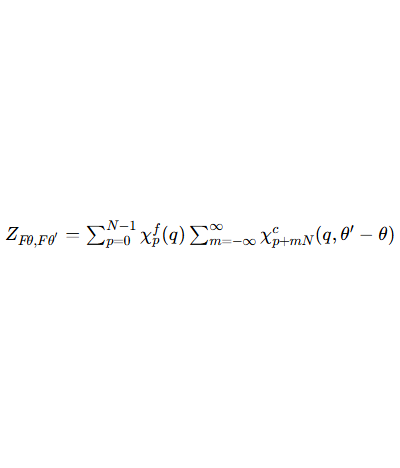 $Z_{F\theta,F\theta'} = \sum_{p=0}^{N-1} \chi_p^f(q) \sum_{m=-\infty}^{\infty} \chi_{p+mN}^c(q, \theta' - \theta)$